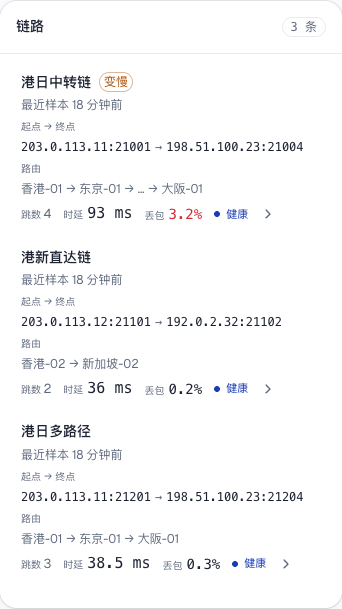 链路 3 条
港日中转链 变慢
最近样本 18 分钟前
起点 → 终点
203.0.113.11:21001 → 198.51.100.23:21004
路由
香港-01 → 东京-01 → … → 大阪-01
跳数 4 时延 93 ms 丢包 3.2% 健康
港新直达链
最近样本 18 分钟前
起点 → 终点
203.0.113.12:21101 → 192.0.2.32:21102
路由
香港-02 → 新加坡-02
跳数 2 时延 36 ms 丢包 0.2% 健康
港日多路径
最近样本 18 分钟前
起点 → 终点
203.0.113.11:21201 → 198.51.100.23:21204
路由
香港-01 → 东京-01 → 大阪-01
跳数 3 时延 38.5 ms 丢包 0.3% 健康